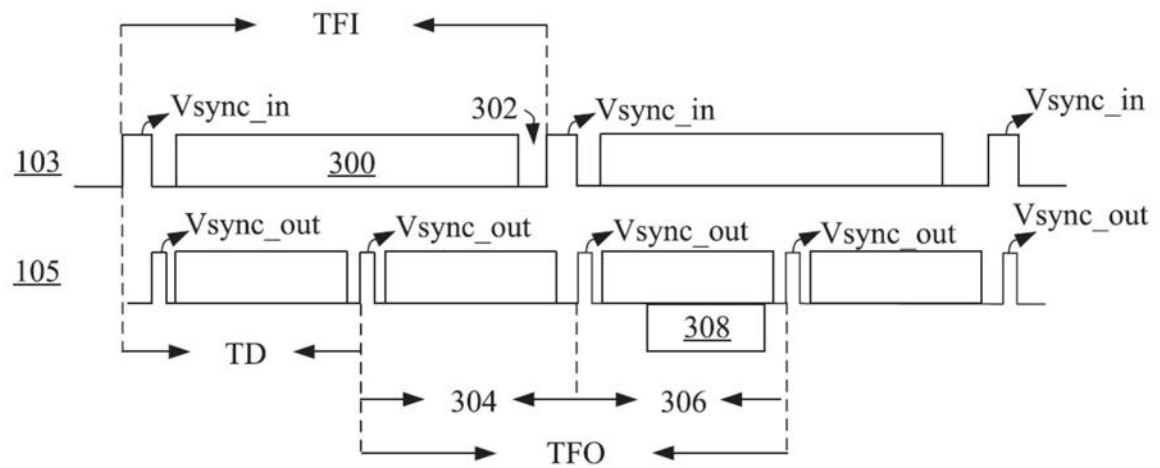 TFI
Vsync_in 302 Vsync_in Vsync_in
103 300
Vsync_out Vsync_out Vsync_out Vsync_out Vsync_out
105
308
TD
304 306
TFO